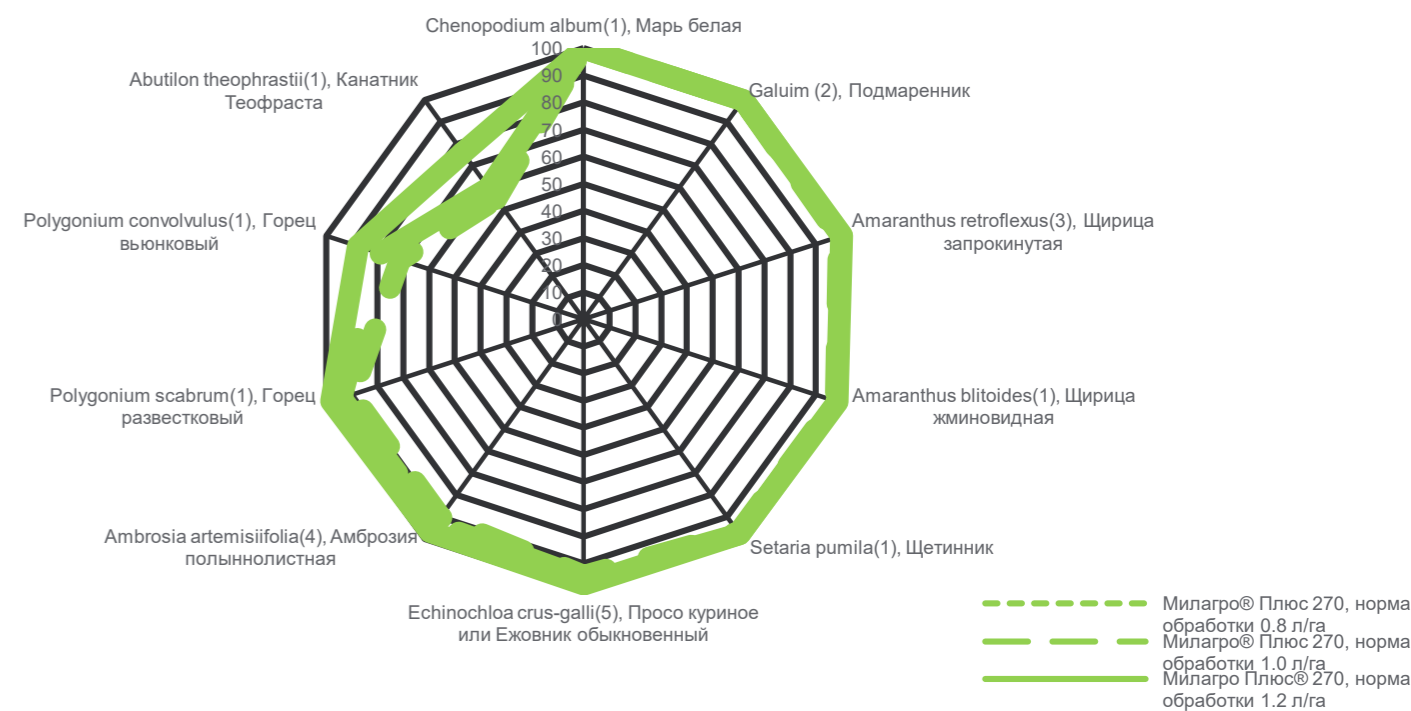 Chenopodium album(1), Марь белая
100
90
80
70
60
50
40
30
20
10
0
Galuim (2), Подмаренник
Amaranthus retroflexus(3), Щирица
запрокинутая
Amaranthus blitoides(1), Щирица
жминовидная
Setaria pumila(1), Щетинник
Echinochloa crus-galli(5), Просо куриное
или Ежовник обыкновенный
Ambrosia artemisiifolia(4), Амброзия
полыннолистная
Polygonium scabrum(1), Горец
развестковый
Polygonium convolvulus(1), Горец
вьюнковый
Abutilon theophrastii(1), Канатник
Теофраста
Милагро® Плюс 270, норма
обработки 0.8 л/га
Милагро® Плюс 270, норма
обработки 1.0 л/га
Милагро Плюс® 270, норма
обработки 1.2 л/га